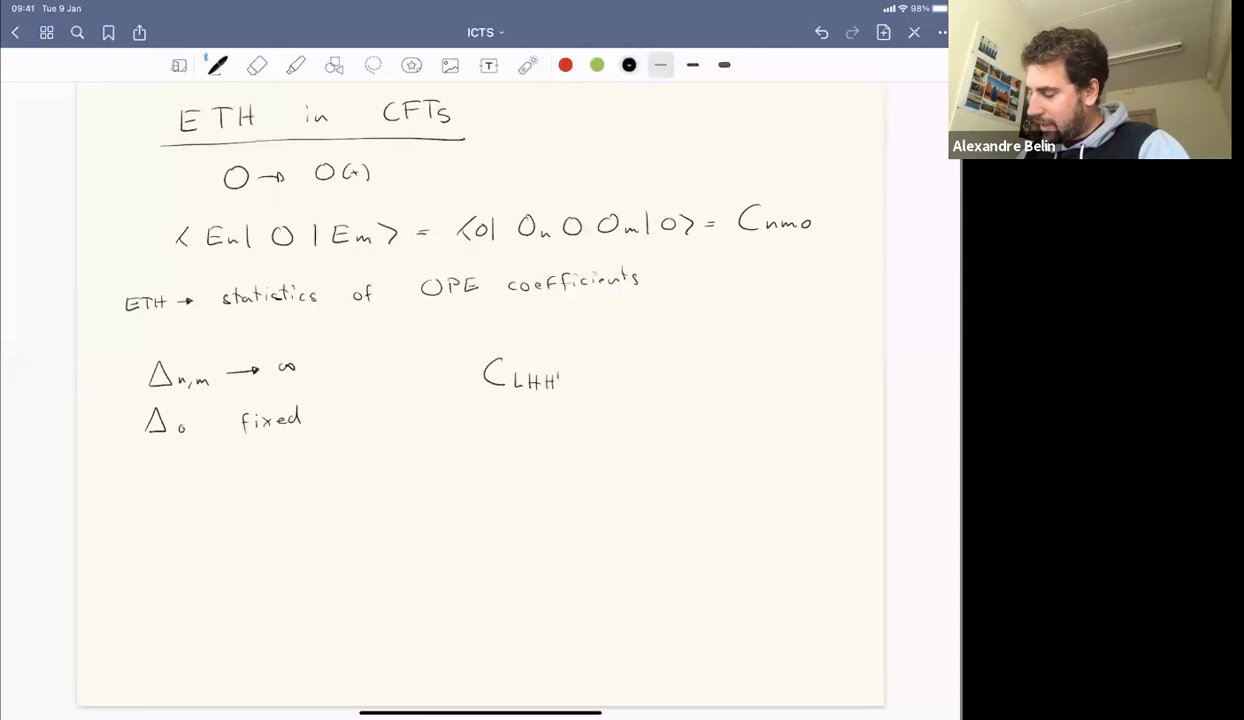 09:41 Tue 9 Jan
98%
ICTS
ETH in CFTs
O → O(x)
< En| O | Em > = <0| On O Om |0> = Cnmo
ETH → statistics of OPE coefficients
Δn,m → ∞
CLHH'
Δo fixed
Alexandre Belin